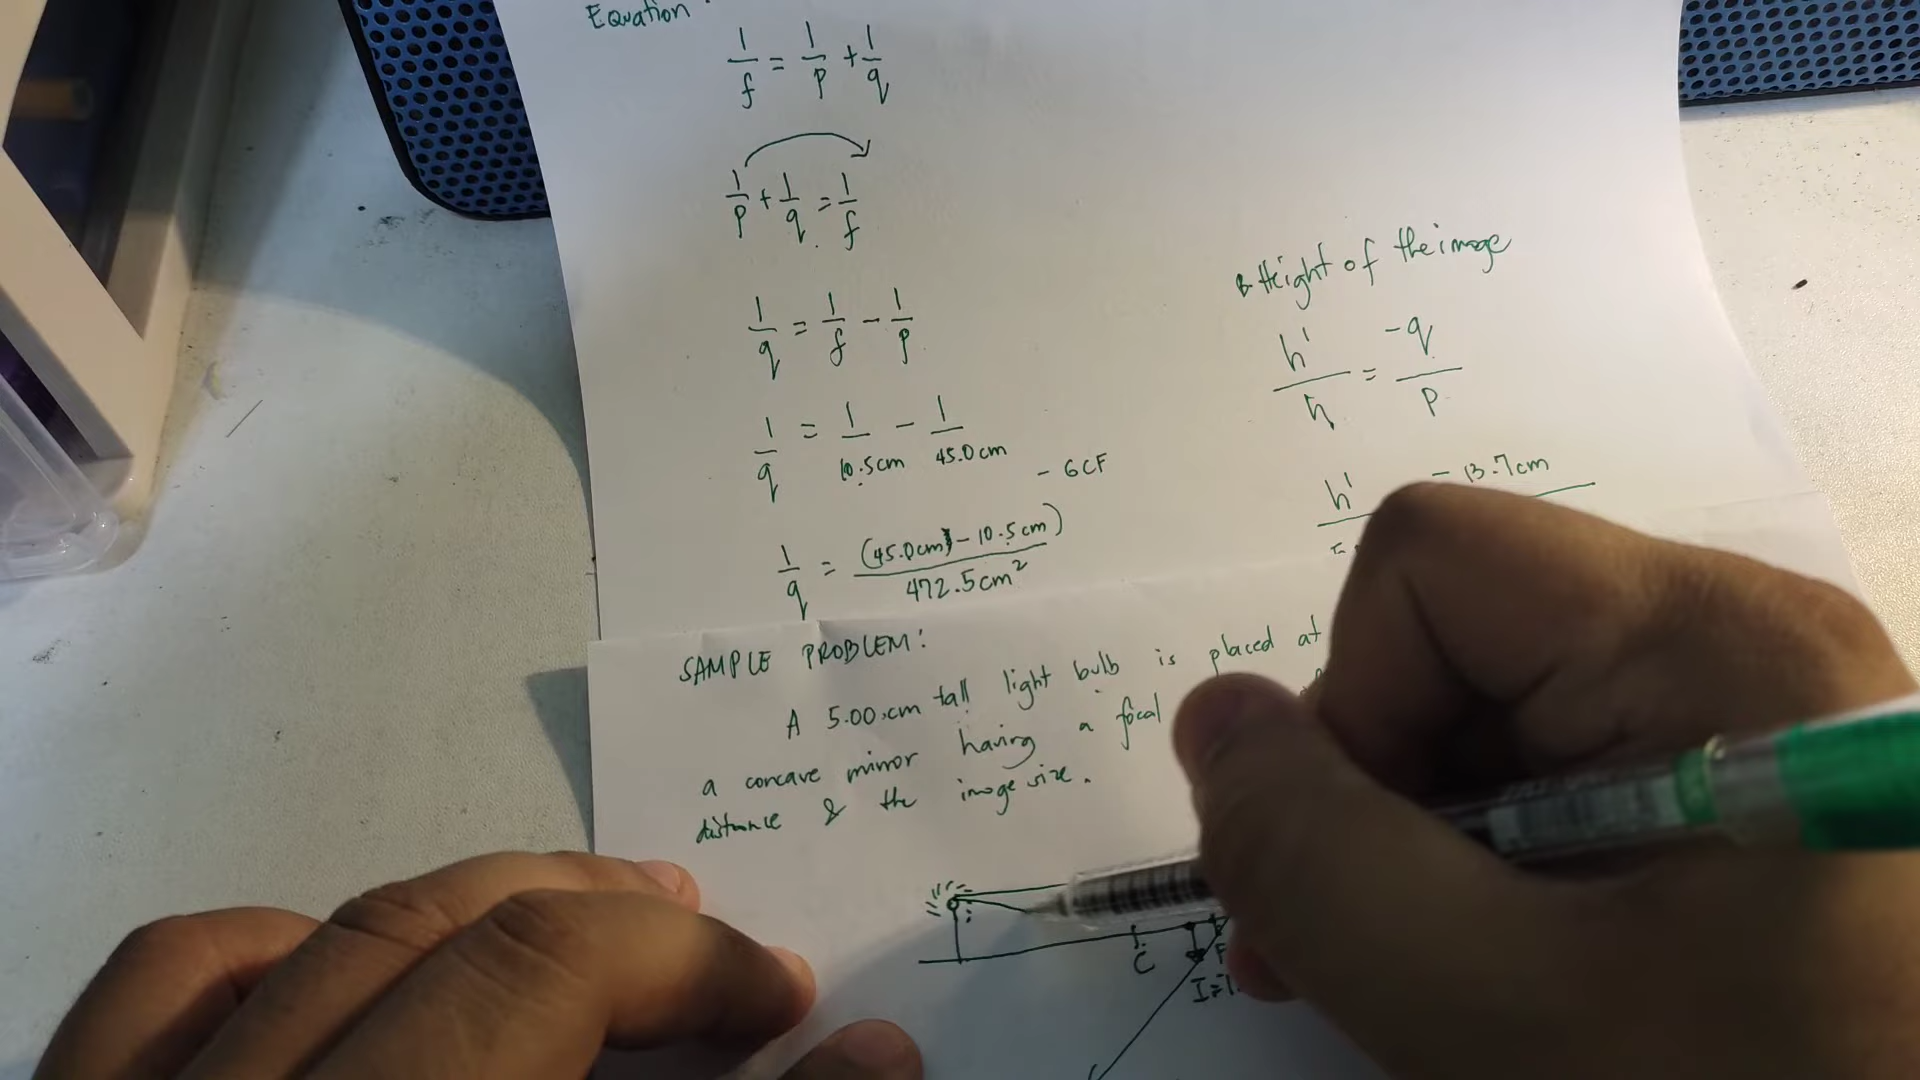 Equation:
1/f = 1/p + 1/q
1/p + 1/q = 1/f
1/q = 1/f - 1/p
1/q = 1/10.5cm - 1/45.0cm
- GCF
1/q = (45.0cm - 10.5cm)/472.5cm²
Height of the image
h'/h = -q/p
h'
- 13.7cm
SAMPLE PROBLEM:
A 5.00 cm tall light bulb is placed at
a concave mirror having a focal
distance & the image size.
C
F